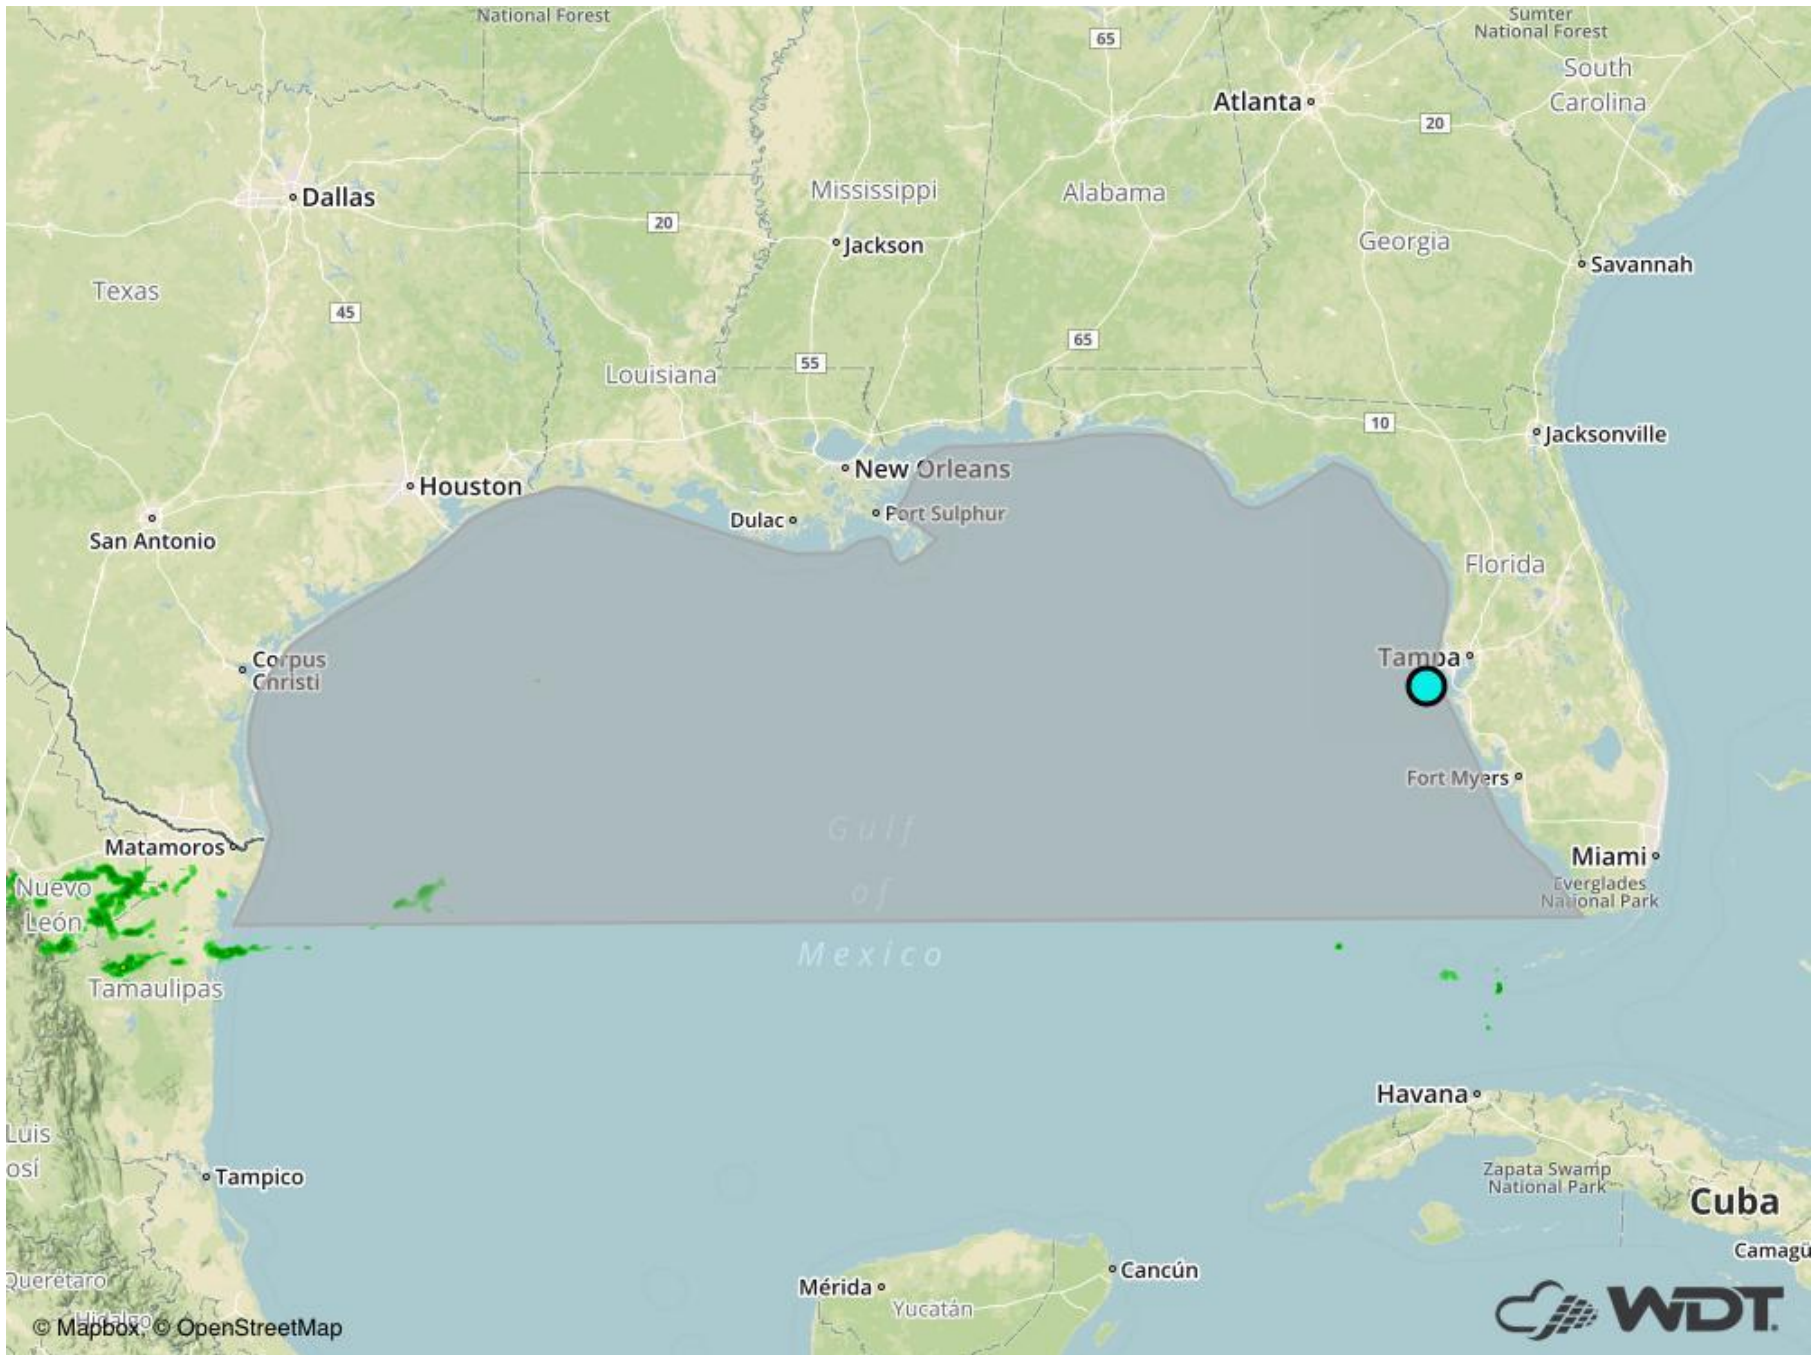 National Forest
Sumter
National Forest
65
South
Carolina
Atlanta
20
Dallas
Mississippi
Alabama
20
Jackson
Georgia
Savannah
Texas
45
65
55
Louisiana
10
Jacksonville
New Orleans
Houston
Port Sulphur
Dulac
San Antonio
Florida
Tampa
Corpus
Christi
Fort Myers
Gulf
of
Mexico
Matamoros
Miami
Everglades
National Park
Nuevo
León
Tamaulipas
Havana
Luis
osí
Tampico
Zapata Swamp
National Park
Cuba
Camagü
Cancún
Mérida
Yucatán
Querétaro
Hidalgo
© Mapbox, © OpenStreetMap
WDT